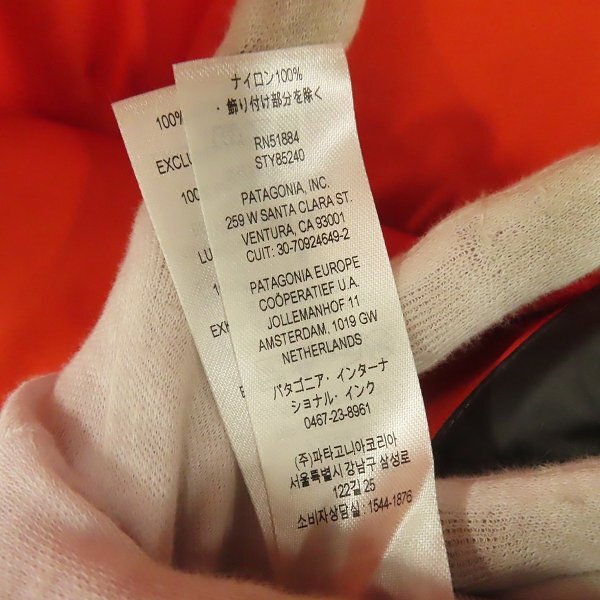 ナイロン100%
・飾り付け部分を除く
RN51884
STY85240
PATAGONIA, INC.
259 W SANTA CLARA ST.
VENTURA, CA 93001
CUIT: 30-70924649-2
PATAGONIA EUROPE
COÖPERATIEF U.A.
JOLLEMANHOF 11
AMSTERDAM, 1019 GW
NETHERLANDS
パタゴニア・インターナ
ショナル・インク
0467-23-8961
(주)파타고니아코리아
서울특별시 강남구 삼성로
122길 25
소비자상담실 : 1544-1876
100%